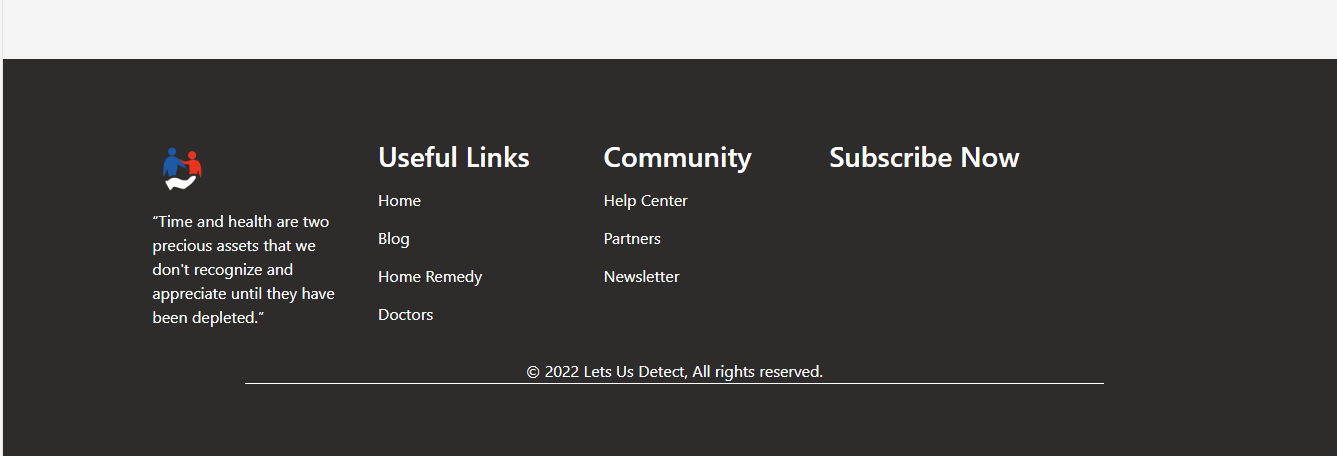 “Time and health are two
precious assets that we
don't recognize and
appreciate until they have
been depleted.”
Useful Links
Home
Blog
Home Remedy
Doctors
Community
Help Center
Partners
Newsletter
Subscribe Now
© 2022 Lets Us Detect, All rights reserved.